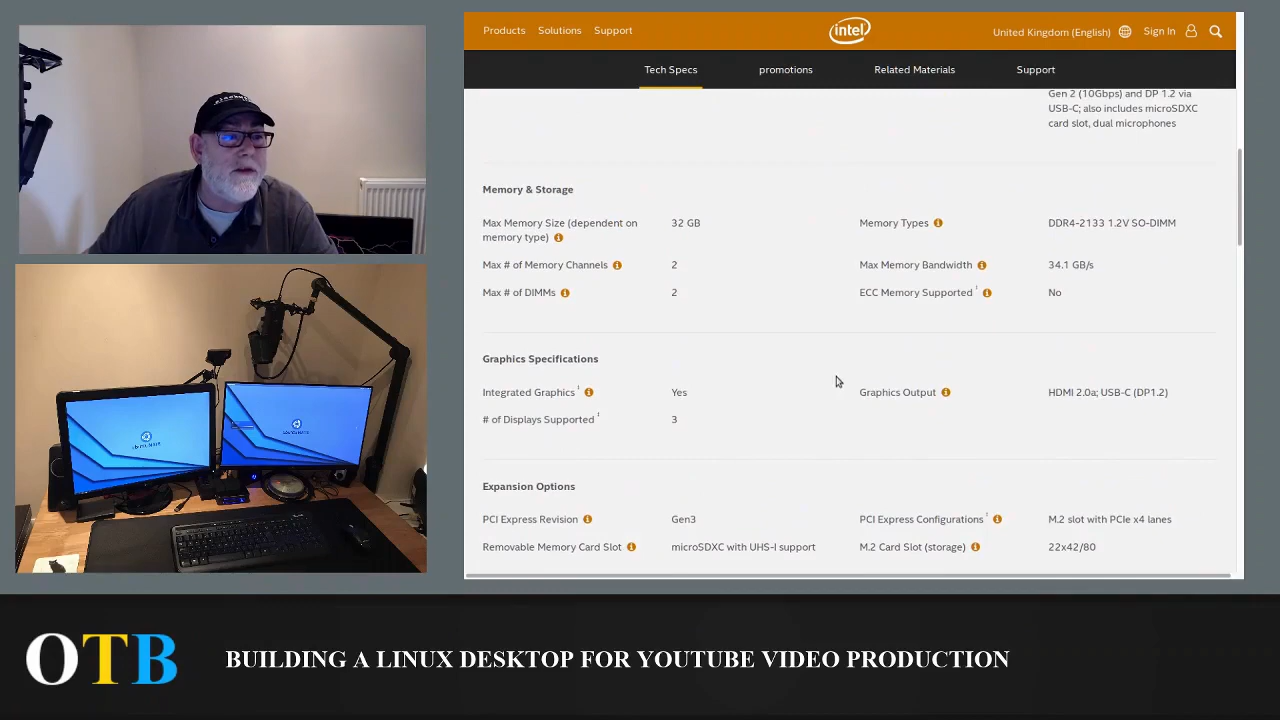 Products Solutions Support
intel
United Kingdom (English) Sign In
Tech Specs promotions Related Materials Support
Gen 2 (10Gbps) and DP 1.2 via
USB-C; also includes microSDXC
card slot, dual microphones
Memory & Storage
Max Memory Size (dependent on
memory type) 32 GB
Memory Types DDR4-2133 1.2V SO-DIMM
Max # of Memory Channels 2
Max Memory Bandwidth 34.1 GB/s
Max # of DIMMs 2
ECC Memory Supported ‡ No
Graphics Specifications
Integrated Graphics ‡ Yes
Graphics Output HDMI 2.0a; USB-C (DP1.2)
# of Displays Supported ‡ 3
Expansion Options
PCI Express Revision Gen3
PCI Express Configurations ‡ M.2 slot with PCIe x4 lanes
Removable Memory Card Slot microSDXC with UHS-I support
M.2 Card Slot (storage) 22x42/80
OTB
BUILDING A LINUX DESKTOP FOR YOUTUBE VIDEO PRODUCTION